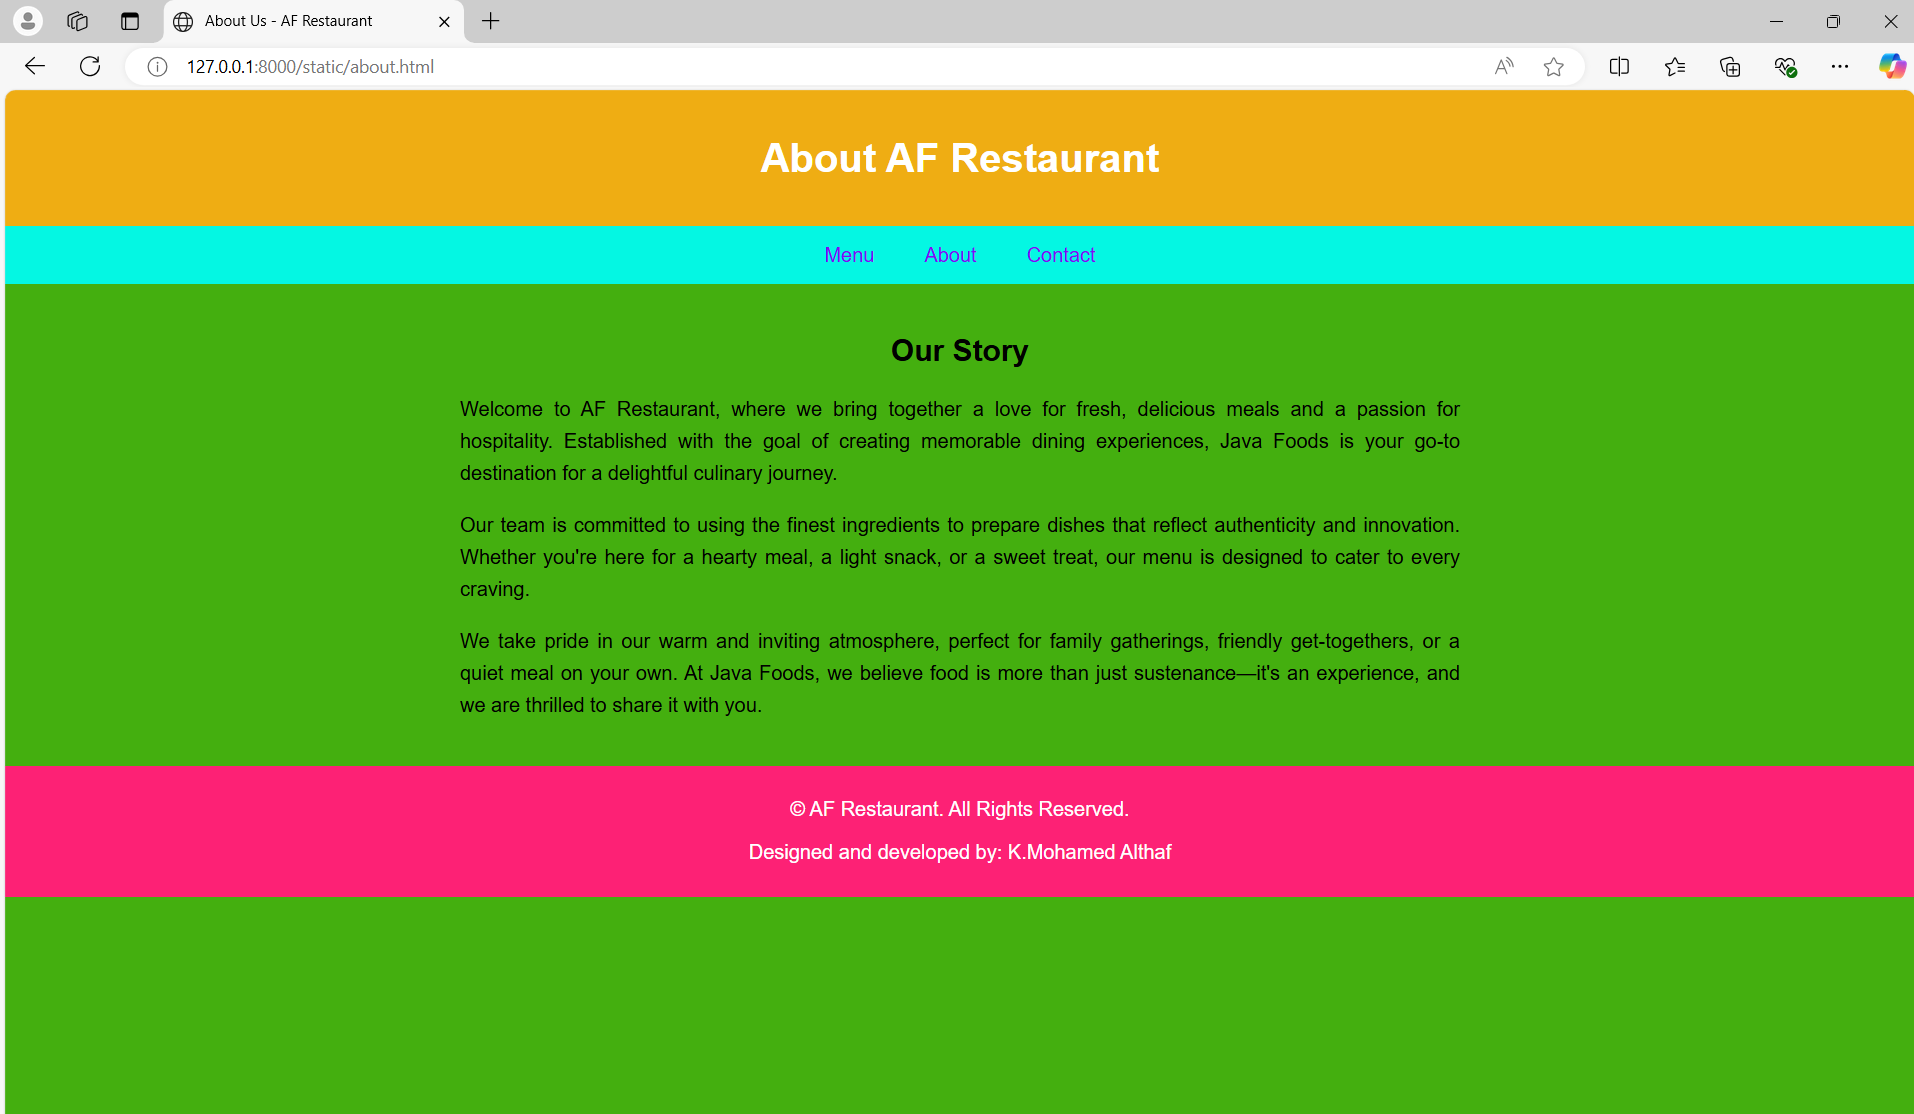 About Us - AF Restaurant
127.0.0.1:8000/static/about.html
About AF Restaurant
Menu About Contact
Our Story
Welcome to AF Restaurant, where we bring together a love for fresh, delicious meals and a passion for
hospitality. Established with the goal of creating memorable dining experiences, Java Foods is your go-to
destination for a delightful culinary journey.
Our team is committed to using the finest ingredients to prepare dishes that reflect authenticity and innovation.
Whether you're here for a hearty meal, a light snack, or a sweet treat, our menu is designed to cater to every
craving.
We take pride in our warm and inviting atmosphere, perfect for family gatherings, friendly get-togethers, or a
quiet meal on your own. At Java Foods, we believe food is more than just sustenance—it's an experience, and
we are thrilled to share it with you.
© AF Restaurant. All Rights Reserved.
Designed and developed by: K.Mohamed Althaf